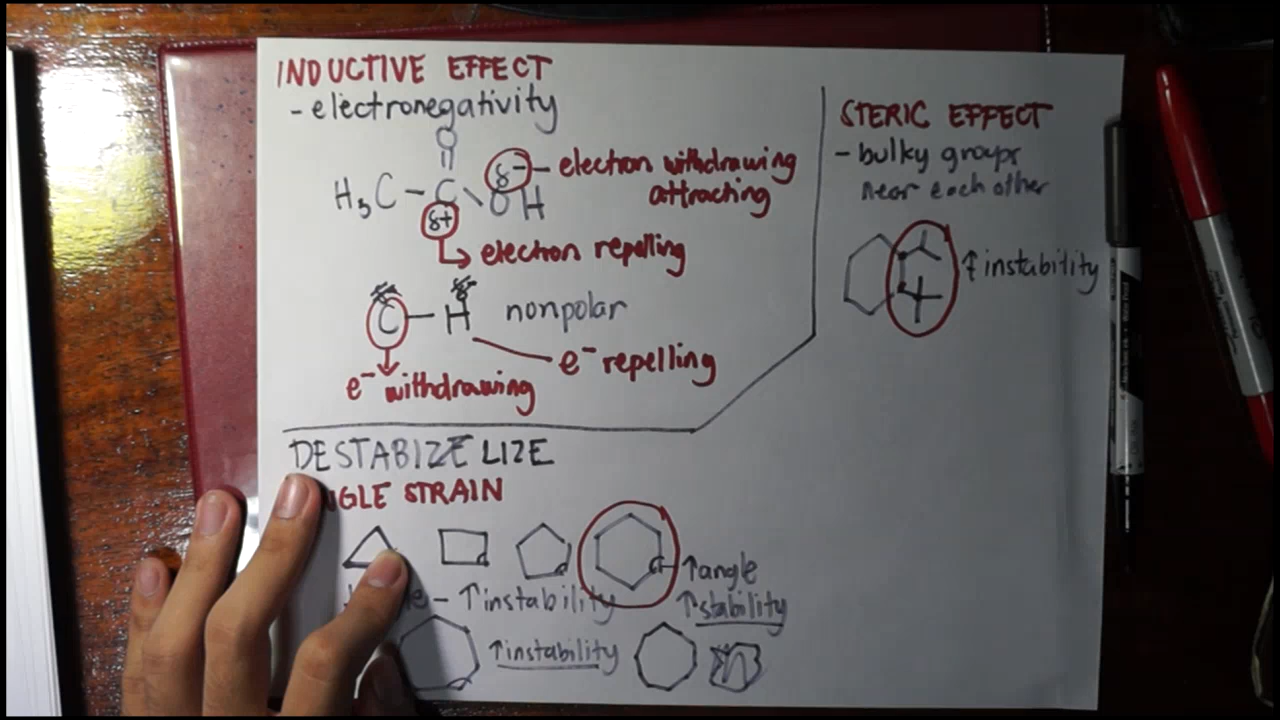 INDUCTIVE EFFECT
- electronegativity
O
H3C - C \ OH
δ- - electron withdrawing
attracting
δ+
electron repelling
C - H nonpolar
e- repelling
e- withdrawing
STERIC EFFECT
- bulky groups
near each other
↑ instability
DESTABIZE LIZE
NGLE STRAIN
↑angle
- ↑instability
↑stability
↑instability